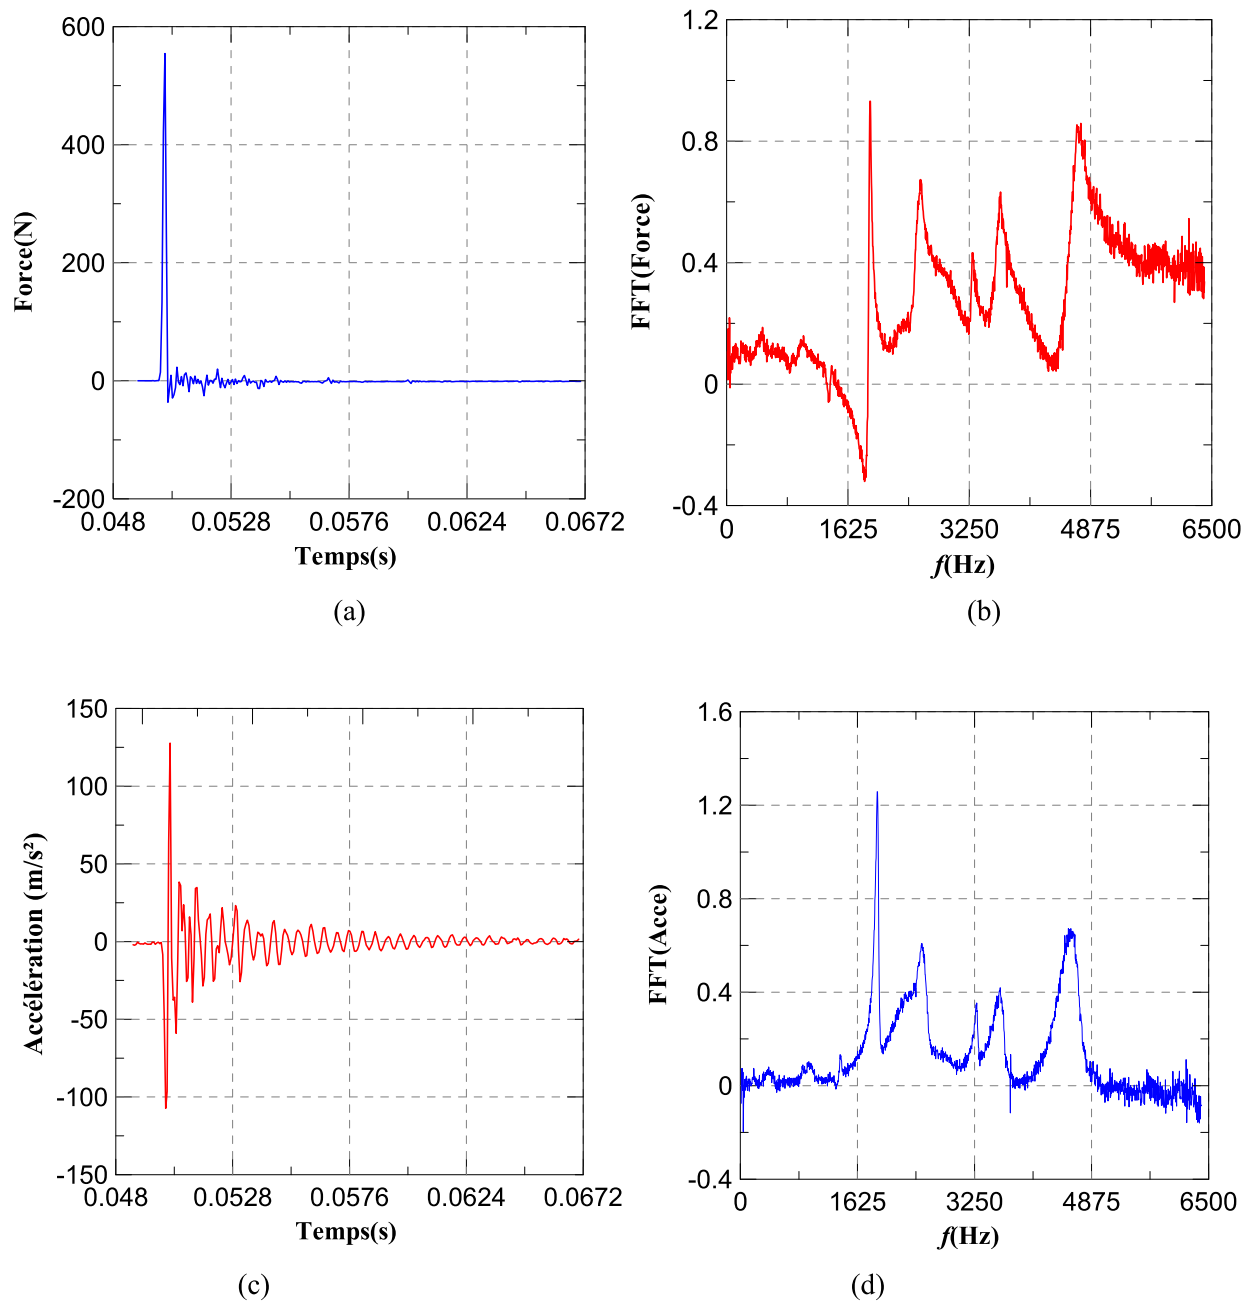 600
400
200
0
-200
0.048 0.0528 0.0576 0.0624 0.0672
Force(N)
Temps(s)
(a)
1.2
0.8
0.4
0
-0.4
0 1625 3250 4875 6500
FFT(Force)
f(Hz)
(b)
150
100
50
0
-50
-100
-150
0.048 0.0528 0.0576 0.0624 0.0672
Accélération (m/s²)
Temps(s)
(c)
1.6
1.2
0.8
0.4
0
-0.4
0 1625 3250 4875 6500
FFT(Acce)
f(Hz)
(d)